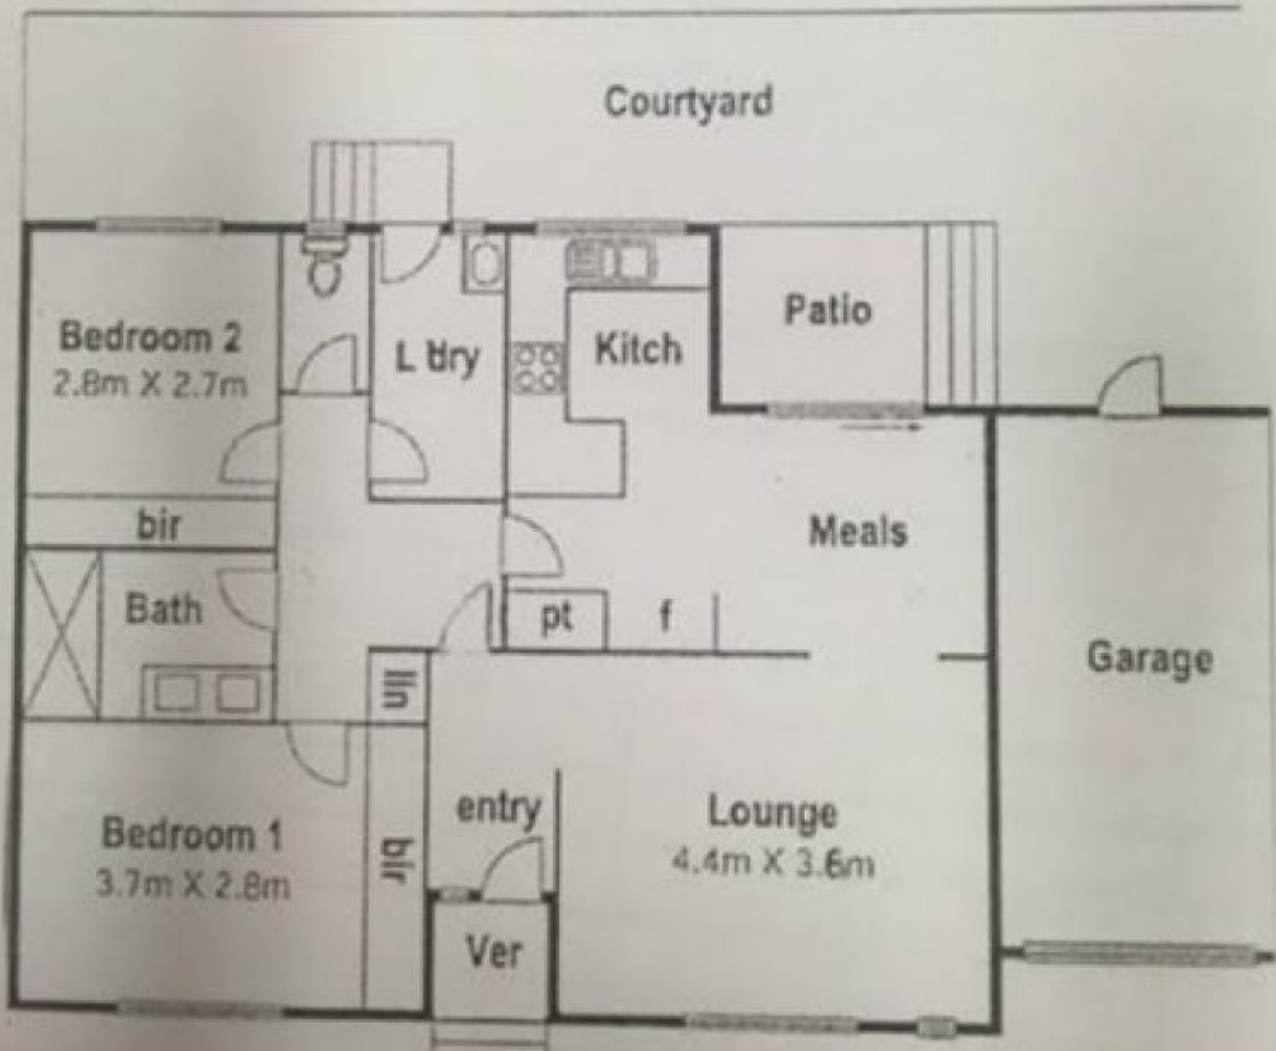 Courtyard
Bedroom 2
2.8m X 2.7m
L'dry
Kitch
Patio
bir
Meals
Bath
pt
f
Garage
lin
Bedroom 1
3.7m X 2.8m
bir
entry
Lounge
4.4m X 3.6m
Ver